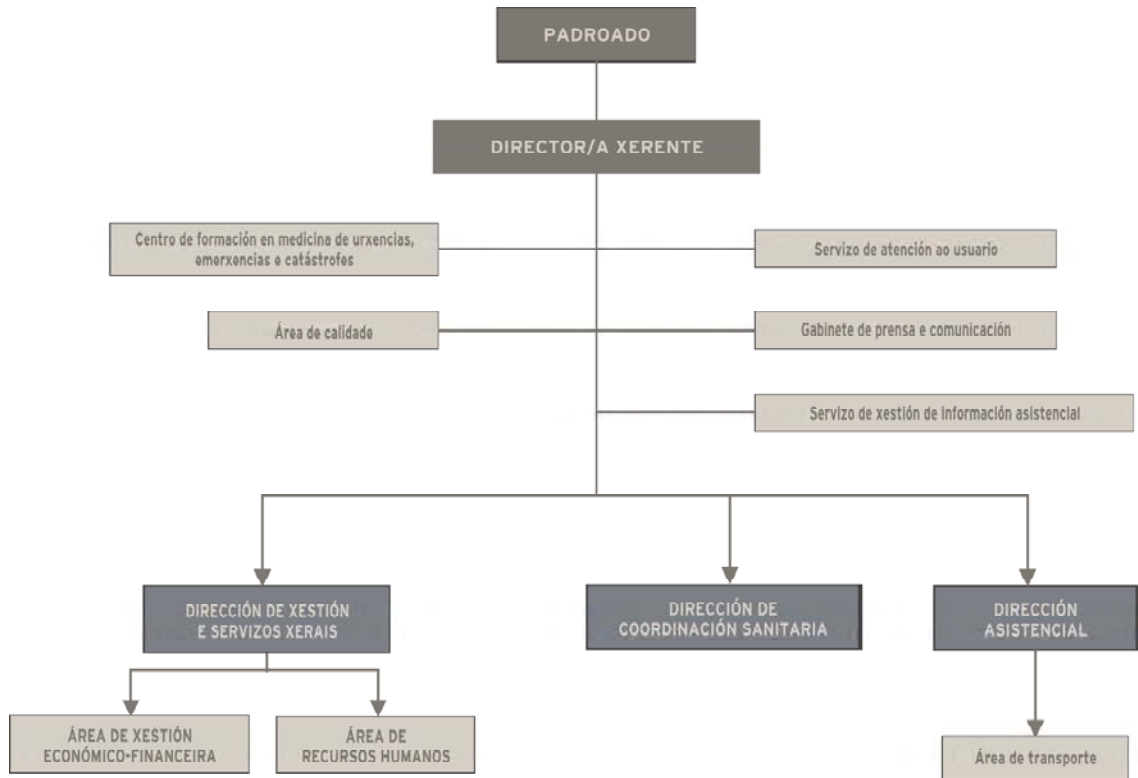 PADROADO
DIRECTOR/A XERENTE
Centro de formación en medicina de urxencias,
emerxencias e catástrofes
Servizo de atención ao usuario
Área de calidade
Gabinete de prensa e comunicación
Servizo de xestión de información asistencial
DIRECCIÓN DE XESTIÓN
E SERVIZOS XERAIS
DIRECCIÓN DE
COORDINACIÓN SANITARIA
DIRECCIÓN
ASISTENCIAL
ÁREA DE XESTIÓN
ECONÓMICO-FINANCEIRA
ÁREA DE
RECURSOS HUMANOS
Área de transporte